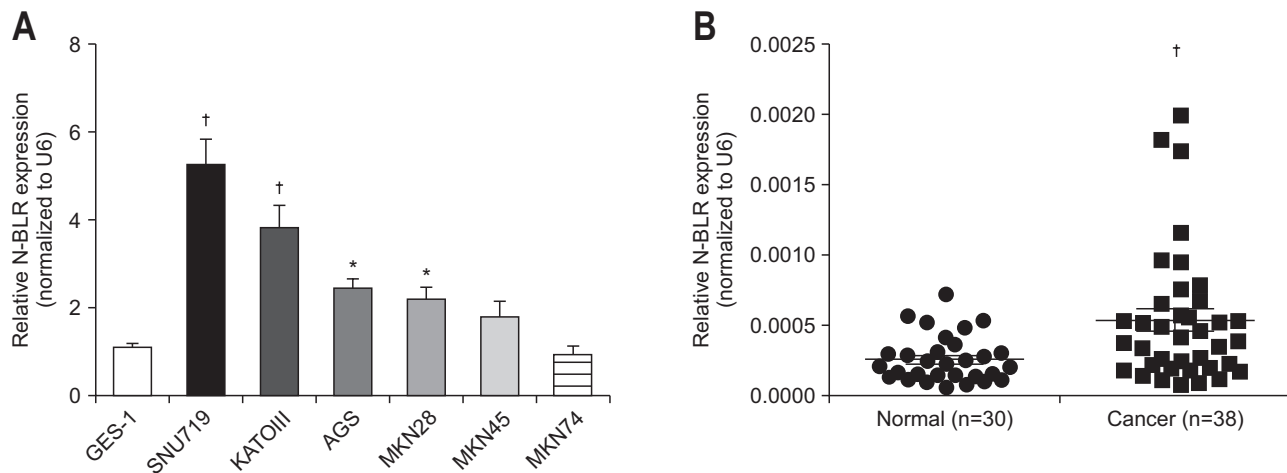 A
Relative N-BLR expression
(normalized to U6)
8
6
4
2
0
†
†
*
*
GES-1
SNU719
KATOIII
AGS
MKN28
MKN45
MKN74
B
Relative N-BLR expression
(normalized to U6)
0.0025
0.0020
0.0015
0.0010
0.0005
0.0000
†
Normal (n=30)
Cancer (n=38)